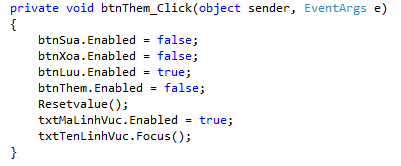 private void btnThem_Click(object sender, EventArgs e)
{
btnSua.Enabled = false;
btnXoa.Enabled = false;
btnLuu.Enabled = true;
btnThem.Enabled = false;
Resetvalue();
txtMaLinhVuc.Enabled = true;
txtTenLinhVuc.Focus();
}